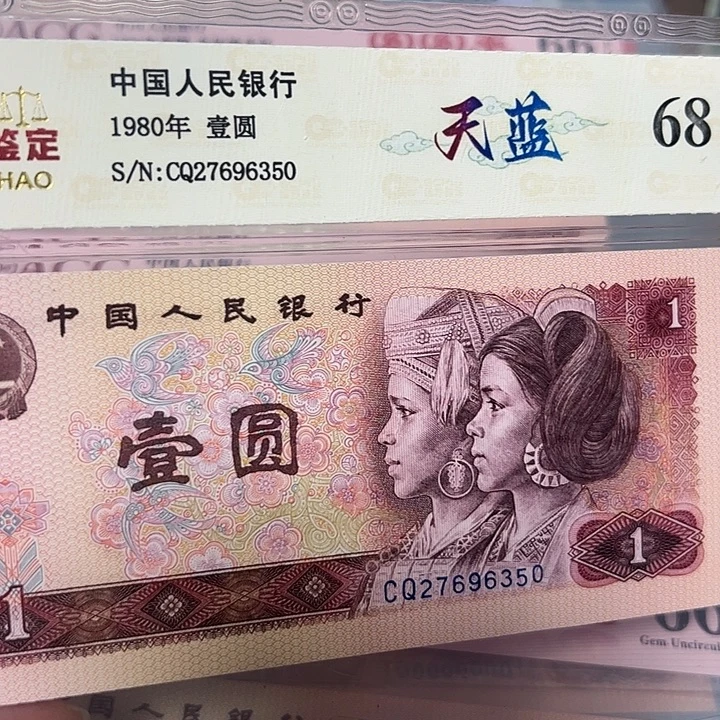 中国人民银行
1980年 壹圆
S/N:CQ27696350
鉴定
HAO
天蓝
68
中国人民银行
1
壹圆
1
CQ27696350
1
Gem Uncircul